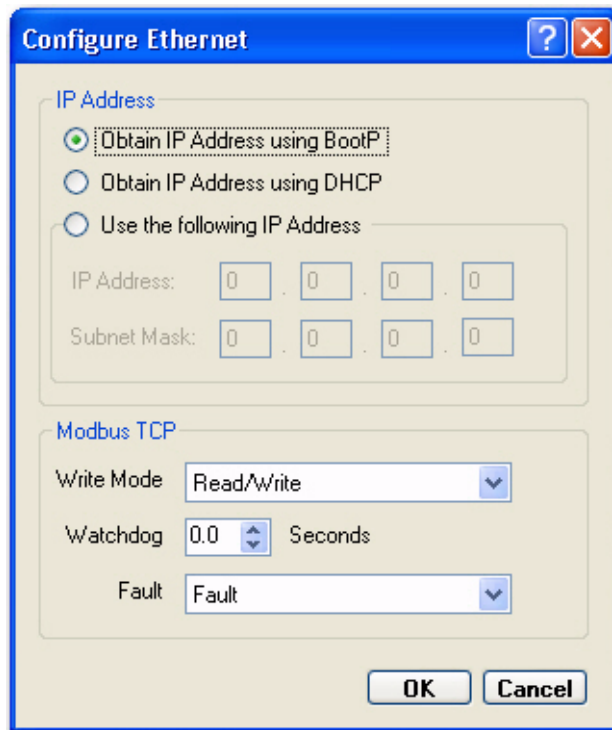 Configure Ethernet
IP Address
Obtain IP Address using BootP
Obtain IP Address using DHCP
Use the following IP Address
IP Address: 0 . 0 . 0 . 0
Subnet Mask: 0 . 0 . 0 . 0
Modbus TCP
Write Mode Read/Write
Watchdog 0.0 Seconds
Fault Fault
OK Cancel